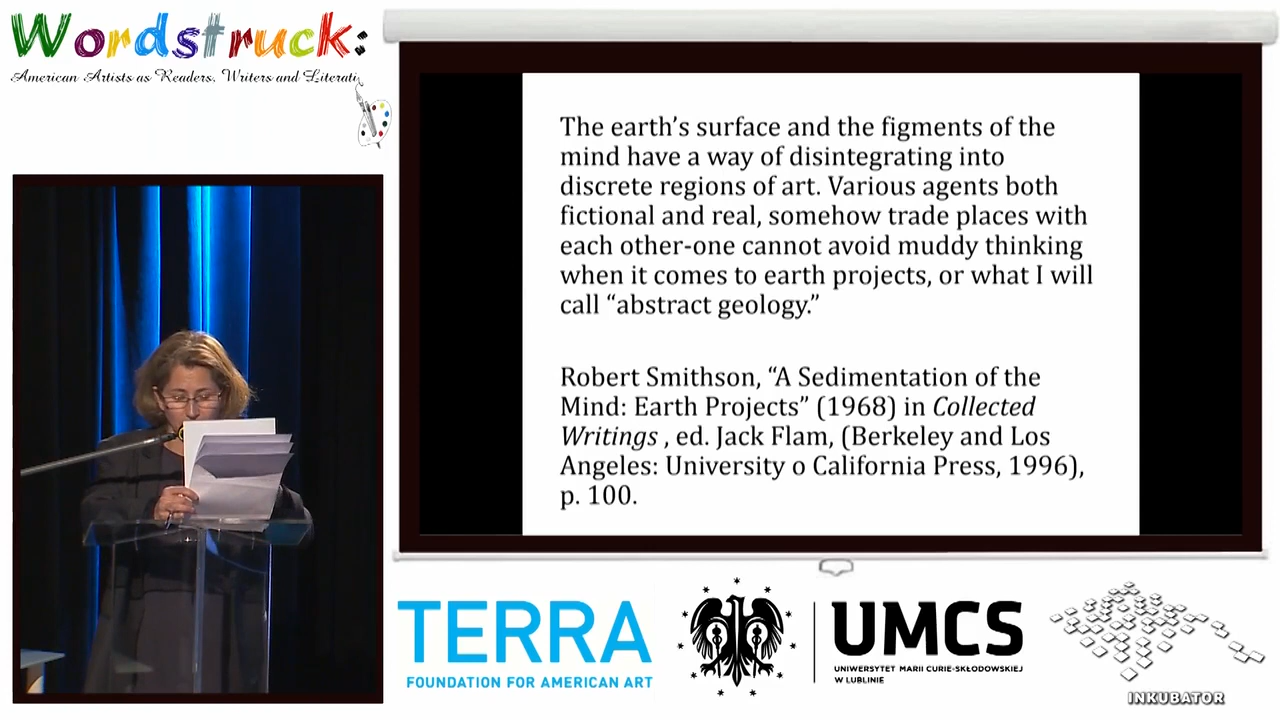 Wordstruck:
American Artists as Readers, Writers and Literati
The earth’s surface and the figments of the
mind have a way of disintegrating into
discrete regions of art. Various agents both
fictional and real, somehow trade places with
each other-one cannot avoid muddy thinking
when it comes to earth projects, or what I will
call “abstract geology.”
Robert Smithson, “A Sedimentation of the
Mind: Earth Projects” (1968) in Collected
Writings , ed. Jack Flam, (Berkeley and Los
Angeles: University o California Press, 1996),
p. 100.
TERRA
FOUNDATION FOR AMERICAN ART
UMCS
UNIWERSYTET MARII CURIE-SKŁODOWSKIEJ
W LUBLINIE
INKUBATOR